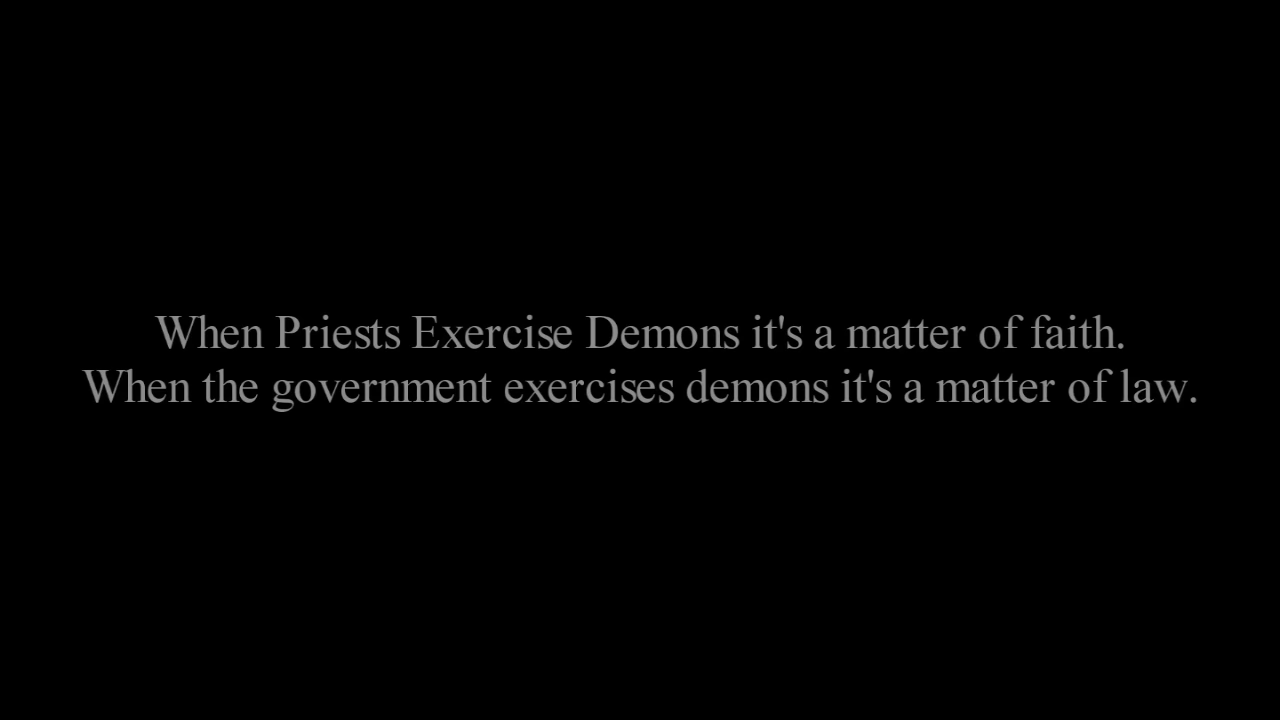 When Priests Exercise Demons it's a matter of faith.
When the government exercises demons it's a matter of law.